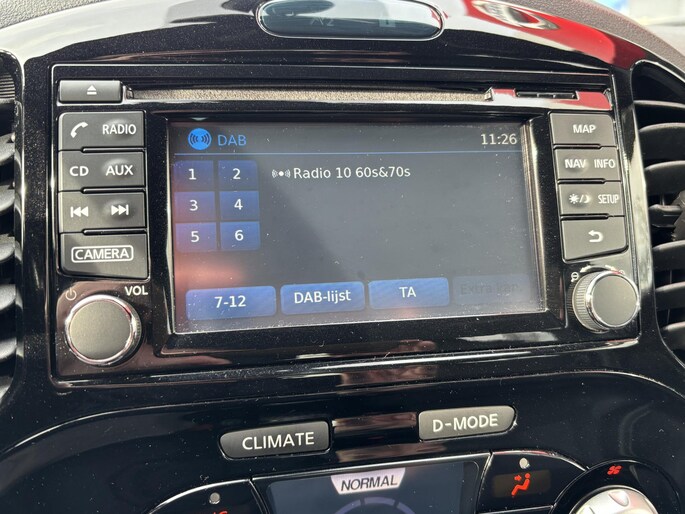 DAB 11:26
RADIO
CD AUX
CAMERA
VOL
1 2
3 4
5 6
Radio 10 60s&70s
7-12 DAB-lijst TA
MAP
NAV INFO
SETUP
CLIMATE D-MODE
NORMAL